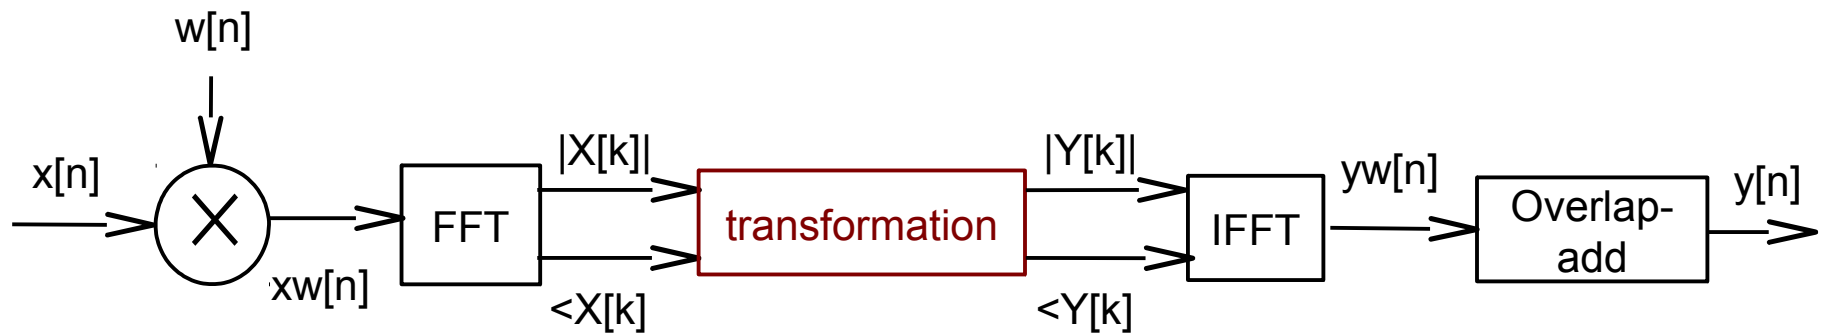 w[n]
x[n]
xw[n]
FFT
|X[k]|
<X[k]
transformation
|Y[k]|
<Y[k]
IFFT
yw[n]
Overlap-
add
y[n]